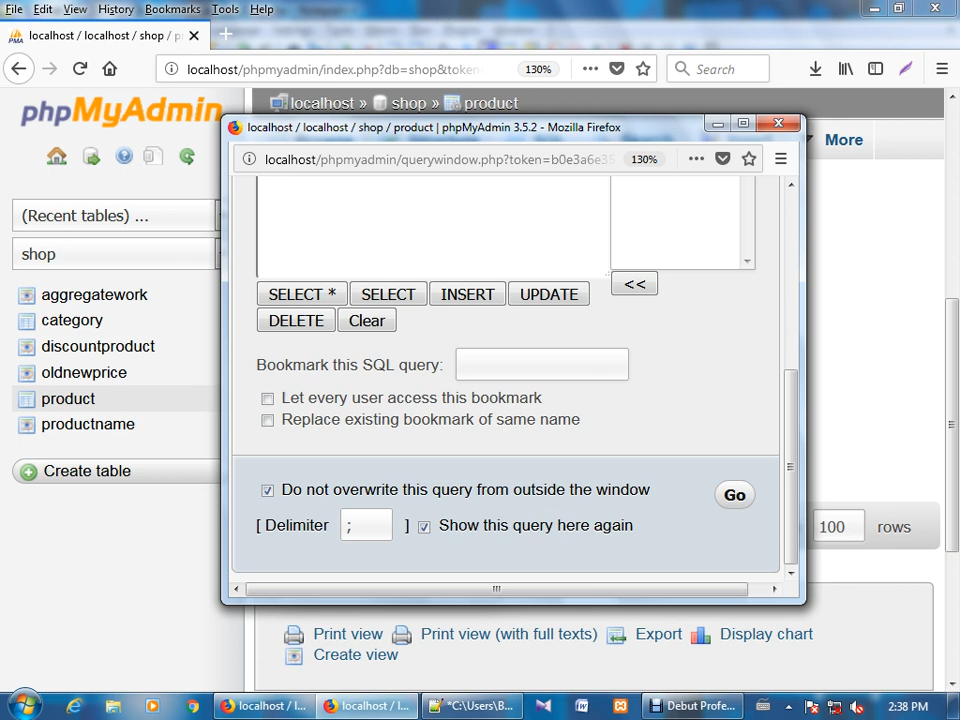 File Edit View History Bookmarks Tools Help
localhost / localhost / shop / p
localhost/phpmyadmin/index.php?db=shop&token= 130% Search
phpMyAdmin
localhost » shop » product
More
(Recent tables) ...
shop
aggregatework
category
discountproduct
oldnewprice
product
productname
Create table
localhost / localhost / shop / product | phpMyAdmin 3.5.2 - Mozilla Firefox
localhost/phpmyadmin/querywindow.php?token=b0e3a6e35 130%
<<
SELECT * SELECT INSERT UPDATE
DELETE Clear
Bookmark this SQL query:
Let every user access this bookmark
Replace existing bookmark of same name
Do not overwrite this query from outside the window
Go
[ Delimiter ; ] Show this query here again
100 rows
Print view Print view (with full texts) Export Display chart
Create view
localhost / l... localhost / l... *C:\Users\B... Debut Profe... 2:38 PM